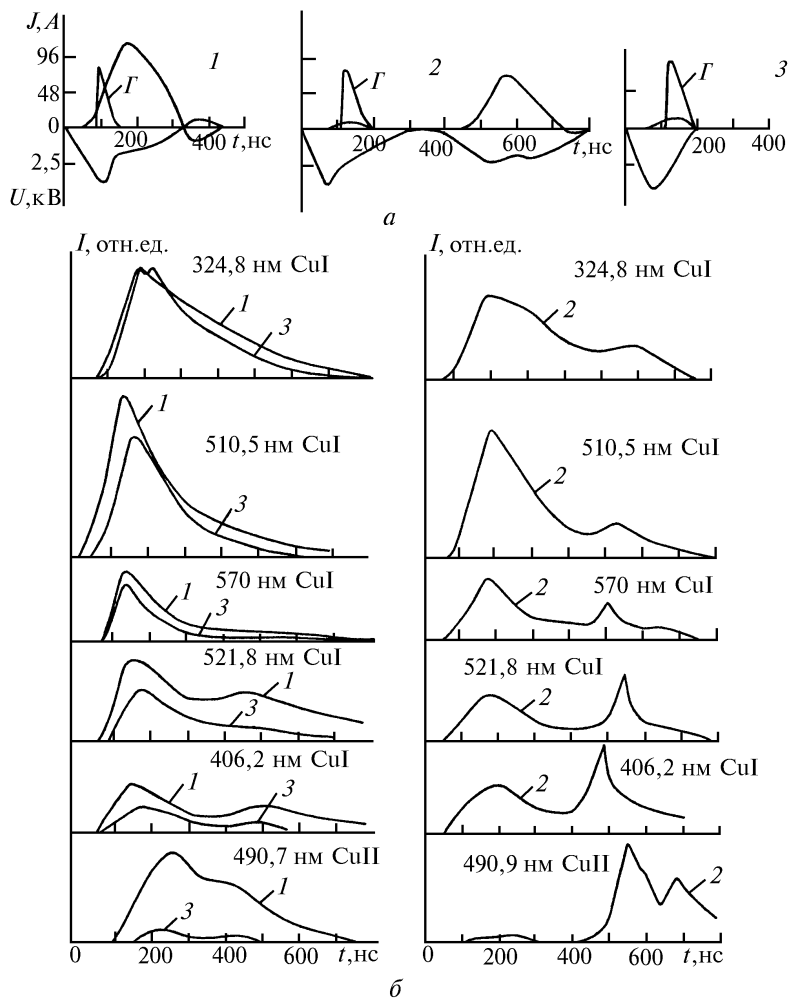 J, А
96
48
0
2,5
U,кВ
Г
1
200
400
t,нс
Г
2
200
400
600
t,нс
Г
3
200
400
а
I, отн.ед.
324,8 нм CuI
1
3
510,5 нм CuI
1
3
570 нм CuI
1
3
521,8 нм CuI
1
3
406,2 нм CuI
1
3
490,7 нм CuII
1
3
0
200
400
600
t,нс
I, отн.ед.
324,8 нм CuI
2
510,5 нм CuI
2
570 нм CuI
2
521,8 нм CuI
2
406,2 нм CuI
2
490,9 нм CuII
2
0
200
400
600
t,нс
б